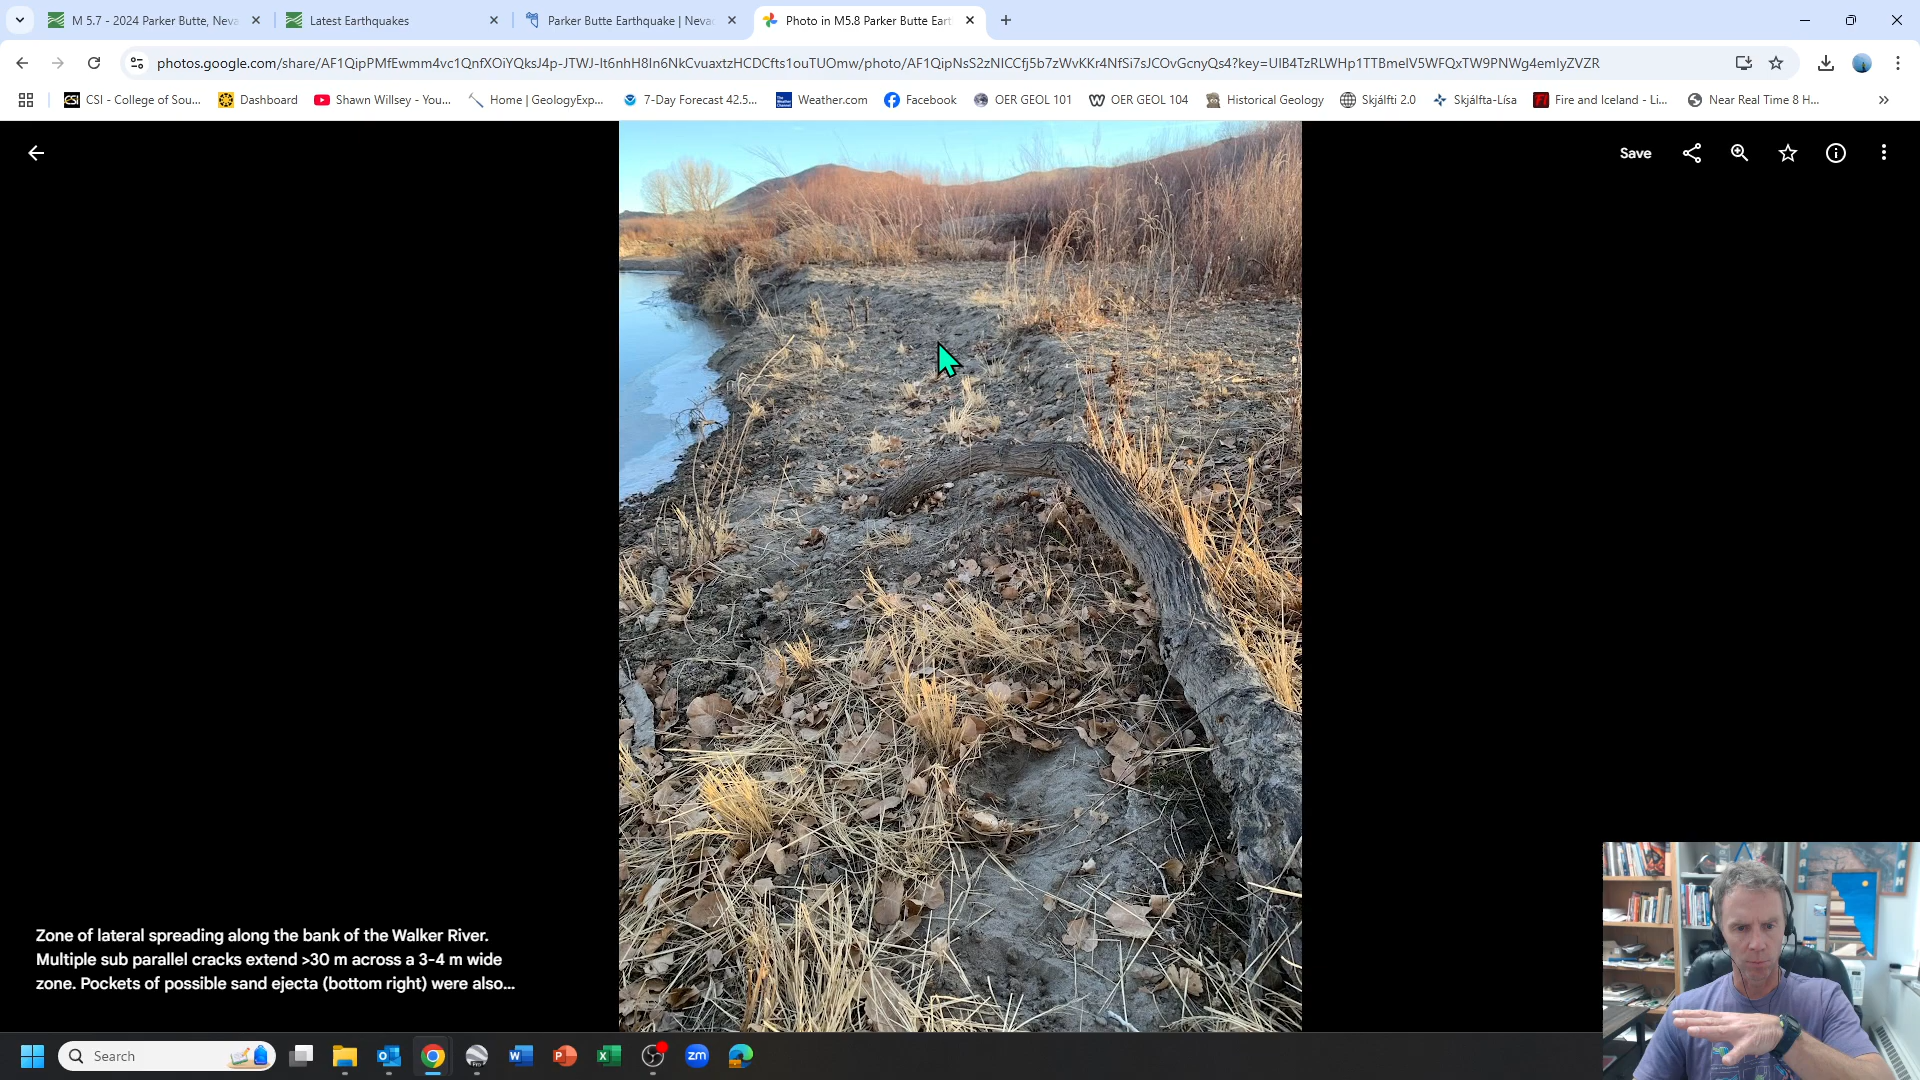 M 5.7 - 2024 Parker Butte, Neva
Latest Earthquakes
Parker Butte Earthquake | Neva
Photo in M5.8 Parker Butte Eart
photos.google.com/share/AF1QipPMfEwmm4vc1QnfXOiYQksJ4p-JTWJ-It6nhH8In6NkCvuaxtzHCDCfts1ouTUOmw/photo/AF1QipNsS2zNICCfj5b7zWvKKr4NfSi7sJCOvGcnyQs4?key=UIB4TzRLWHp1TTBmelV5WFQxTW9PNWg4emIyZVZR
CSI - College of Sou...
Dashboard
Shawn Willsey - You...
Home | GeologyExp...
7-Day Forecast 42.5...
Weather.com
Facebook
OER GEOL 101
OER GEOL 104
Historical Geology
Skjálfti 2.0
Skjálfta-Lísa
Fire and Iceland - Li...
Near Real Time 8 H...
Save
Zone of lateral spreading along the bank of the Walker River.
Multiple sub parallel cracks extend >30 m across a 3-4 m wide
zone. Pockets of possible sand ejecta (bottom right) were also...
Search